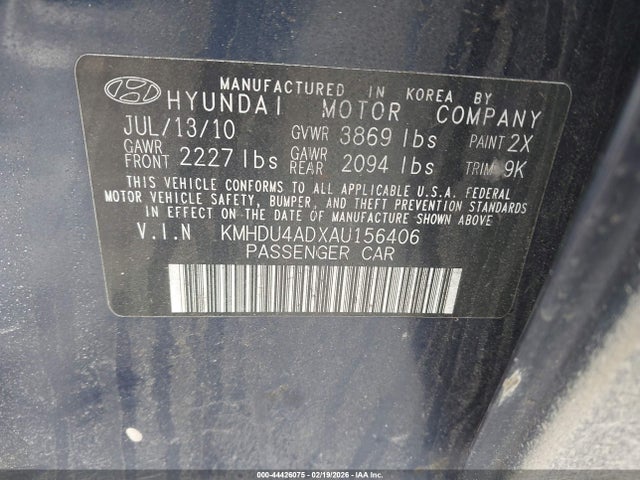 MANUFACTURED IN KOREA BY
HYUNDAI MOTOR COMPANY
JUL/13/10 GVWR 3869 lbs PAINT 2X
GAWR FRONT 2227 lbs GAWR REAR 2094 lbs TRIM 9K
THIS VEHICLE CONFORMS TO ALL APPLICABLE U.S.A. FEDERAL
MOTOR VEHICLE SAFETY, BUMPER, AND THEFT PREVENTION STANDARDS
IN EFFECT ON THE DATE OF MANUFACTURE SHOWN ABOVE
V.I.N KMHDU4ADXAU156406
PASSENGER CAR
000-44426075 | 02/19/2026 - IAA, LLC